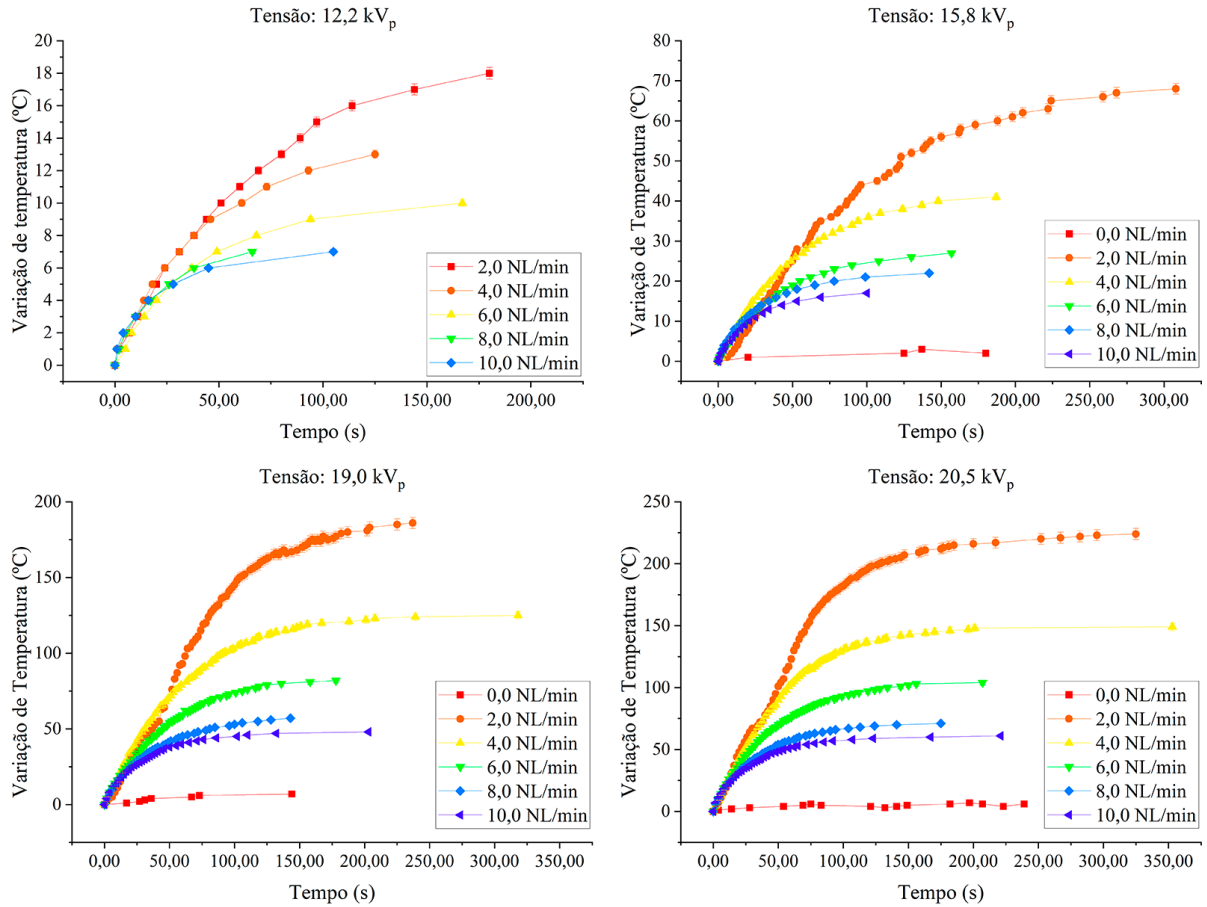 Tensão: 12,2 kVp
20
18
16
14
12
10
8
6
4
2
0
Variação de temperatura (ºC)
0,00 50,00 100,00 150,00 200,00
Tempo (s)
2,0 NL/min
4,0 NL/min
6,0 NL/min
8,0 NL/min
10,0 NL/min
Tensão: 15,8 kVp
80
70
60
50
40
30
20
10
0
Variação de Temperatura (ºC)
0,00 50,00 100,00 150,00 200,00 250,00 300,00
Tempo (s)
0,0 NL/min
2,0 NL/min
4,0 NL/min
6,0 NL/min
8,0 NL/min
10,0 NL/min
Tensão: 19,0 kVp
200
150
100
50
0
Variação de Temperatura (ºC)
0,00 50,00 100,00 150,00 200,00 250,00 300,00 350,00
Tempo (s)
0,0 NL/min
2,0 NL/min
4,0 NL/min
6,0 NL/min
8,0 NL/min
10,0 NL/min
Tensão: 20,5 kVp
250
200
150
100
50
0
Variação de Temperatura (ºC)
0,00 50,00 100,00 150,00 200,00 250,00 300,00 350,00
Tempo (s)
0,0 NL/min
2,0 NL/min
4,0 NL/min
6,0 NL/min
8,0 NL/min
10,0 NL/min